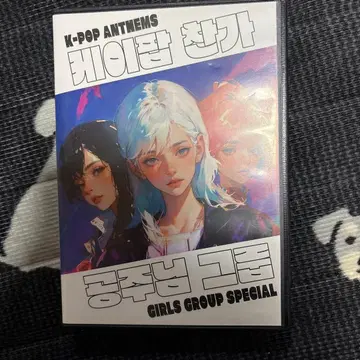 K-POP ANTHEMS
케이팝 찬가
공주님 그룹
GIRLS GROUP SPECIAL